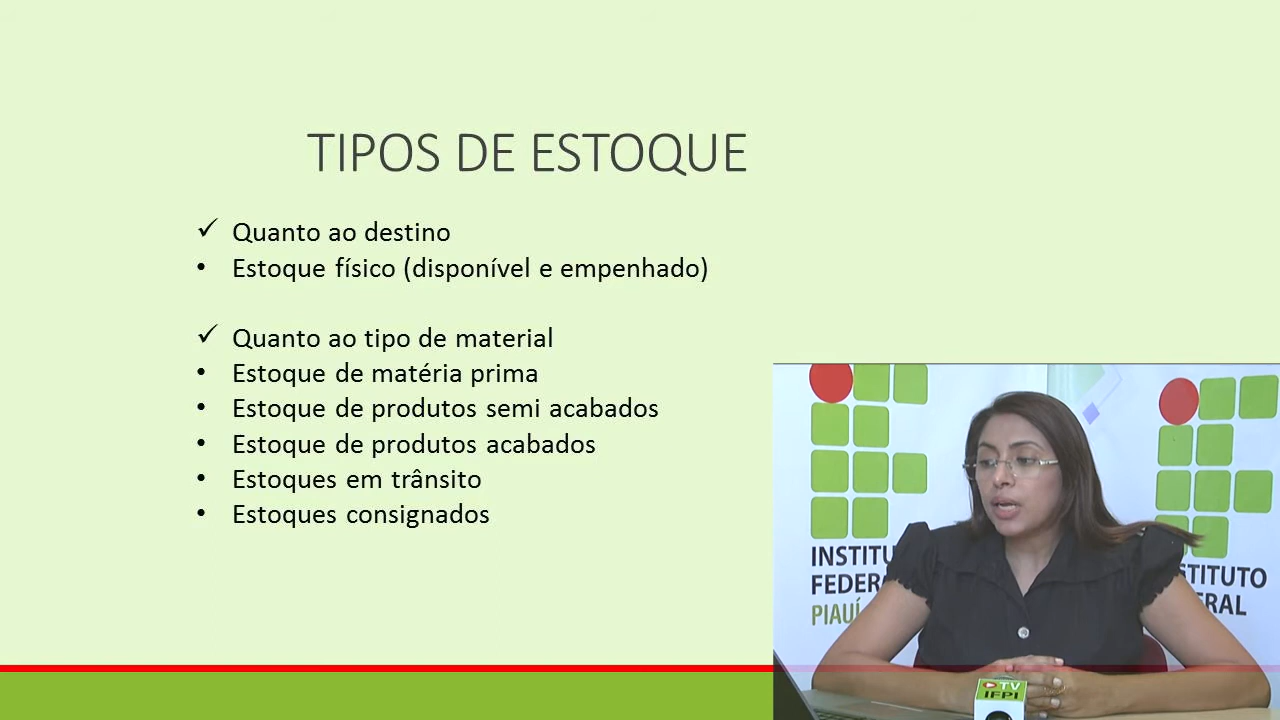 TIPOS DE ESTOQUE
✓ Quanto ao destino
• Estoque físico (disponível e empenhado)
✓ Quanto ao tipo de material
• Estoque de matéria prima
• Estoque de produtos semi acabados
• Estoque de produtos acabados
• Estoques em trânsito
• Estoques consignados
INSTITU
FEDER
PIAUÍ
STITUTO
ERAL
TV
IFPI